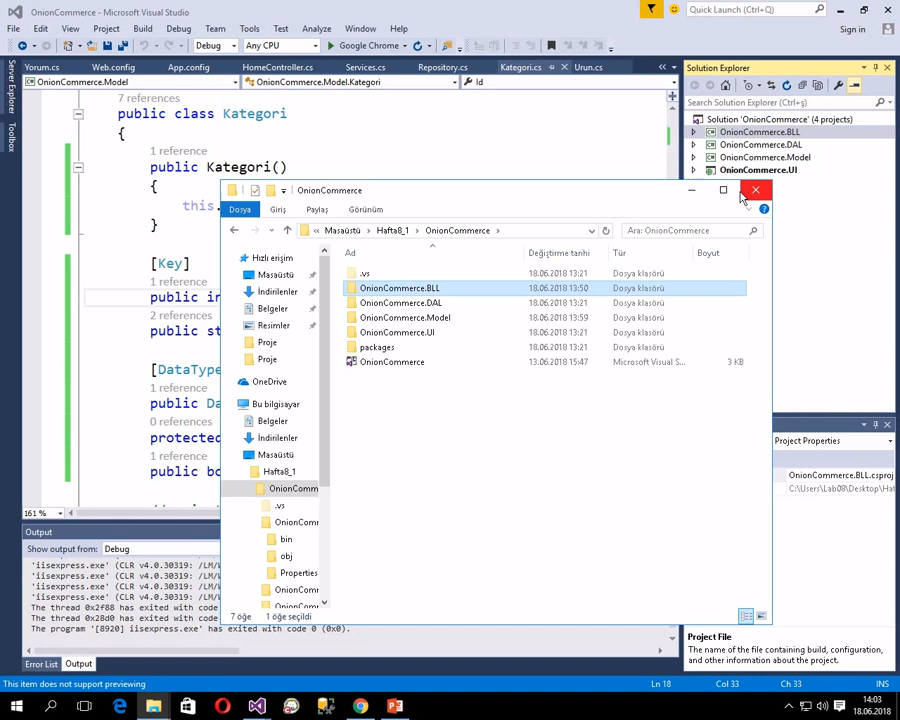 OnionCommerce - Microsoft Visual Studio
Quick Launch (Ctrl+Ş)
File Edit View Project Build Debug Team Tools Architecture Test Analyze Window Help
Sign in
Debug Any CPU Google Chrome
Server Explorer
Toolbox
Yorum.cs Web.config App.config HomeController.cs Services.cs Repository.cs Kategori.cs Urun.cs
OnionCommerce.Model OnionCommerce.Model.Kategori Id
7 references
public class Kategori
{
1 reference
public Kategori()
{
this.
}
[Key]
1 reference
public in
2 references
public st
[DataType
1 reference
public Da
0 references
protected
1 reference
public bo
161 %
Solution Explorer
Search Solution Explorer (Ctrl+ş)
Solution 'OnionCommerce' (4 projects)
OnionCommerce.BLL
OnionCommerce.DAL
OnionCommerce.Model
OnionCommerce.UI
OnionCommerce
Dosya Giriş Paylaş Görünüm
Masaüstü Hafta8_1 OnionCommerce
Ara: OnionCommerce
Ad Değiştirme tarihi Tür Boyut
.vs 18.06.2018 13:21 Dosya klasörü
OnionCommerce.BLL 18.06.2018 13:50 Dosya klasörü
OnionCommerce.DAL 18.06.2018 13:21 Dosya klasörü
OnionCommerce.Model 18.06.2018 13:59 Dosya klasörü
OnionCommerce.UI 18.06.2018 13:21 Dosya klasörü
packages 18.06.2018 13:21 Dosya klasörü
OnionCommerce 13.06.2018 15:47 Microsoft Visual S... 3 KB
Hızlı erişim
Masaüstü
İndirilenler
Belgeler
Resimler
Proje
Proje
OneDrive
Bu bilgisayar
Belgeler
İndirilenler
Masaüstü
Hafta8_1
OnionComm
.vs
OnionComr
bin
obj
Properties
OnionComr
7 öğe 1 öğe seçildi
Project Properties
OnionCommerce.BLL.csproj
C:\Users\Lab08\Desktop\Haf
Project File
The name of the file containing build, configuration,
and other information about the project.
Output
Show output from: Debug
'iisexpress.exe' (CLR v4.0.30319: /LM/W
'iisexpress.exe' (CLR v4.0.30319: /LM/W
'iisexpress.exe' (CLR v4.0.30319: /LM/W
'iisexpress.exe' (CLR v4.0.30319: /LM/W
The thread 0x2f88 has exited with code
The thread 0x28d0 has exited with code
The program '[8920] iisexpress.exe' has exited with code 0 (0x0).
Error List Output
This item does not support previewing
Ln 18 Col 33 Ch 33 INS
14:03
18.06.2018